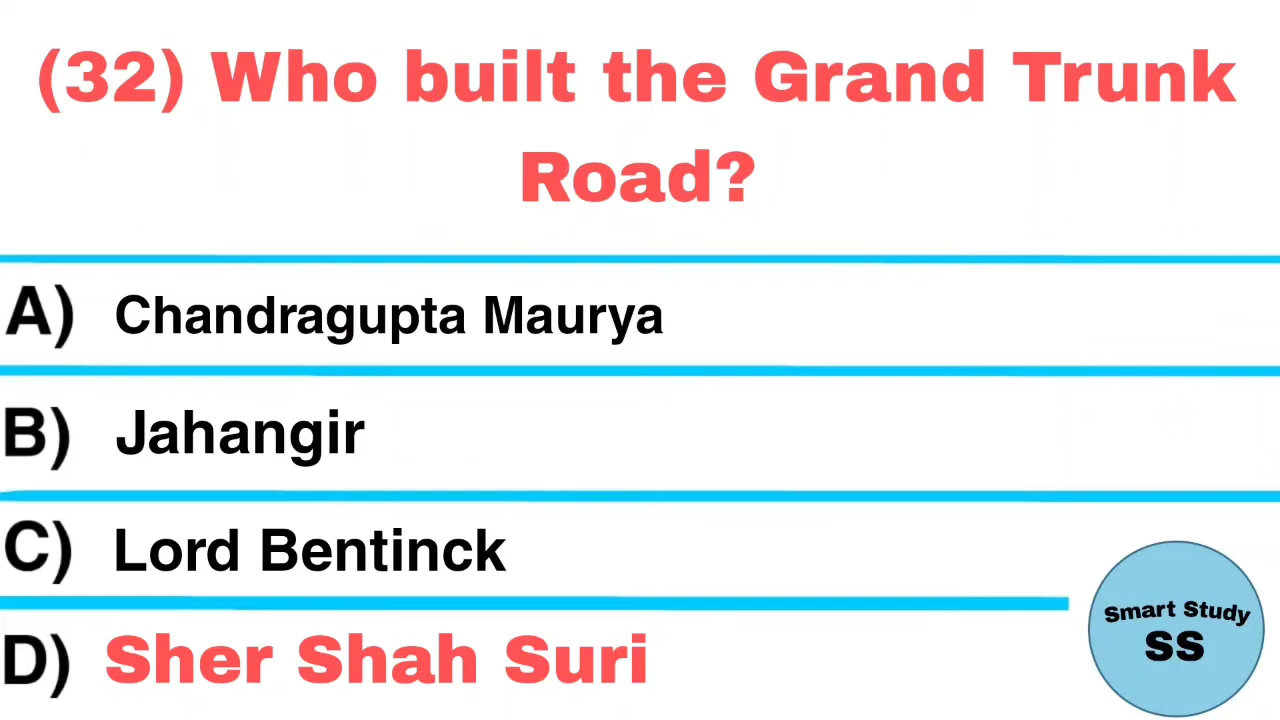 (32) Who built the Grand Trunk
Road?
A) Chandragupta Maurya
B) Jahangir
C) Lord Bentinck
D) Sher Shah Suri
Smart Study
SS